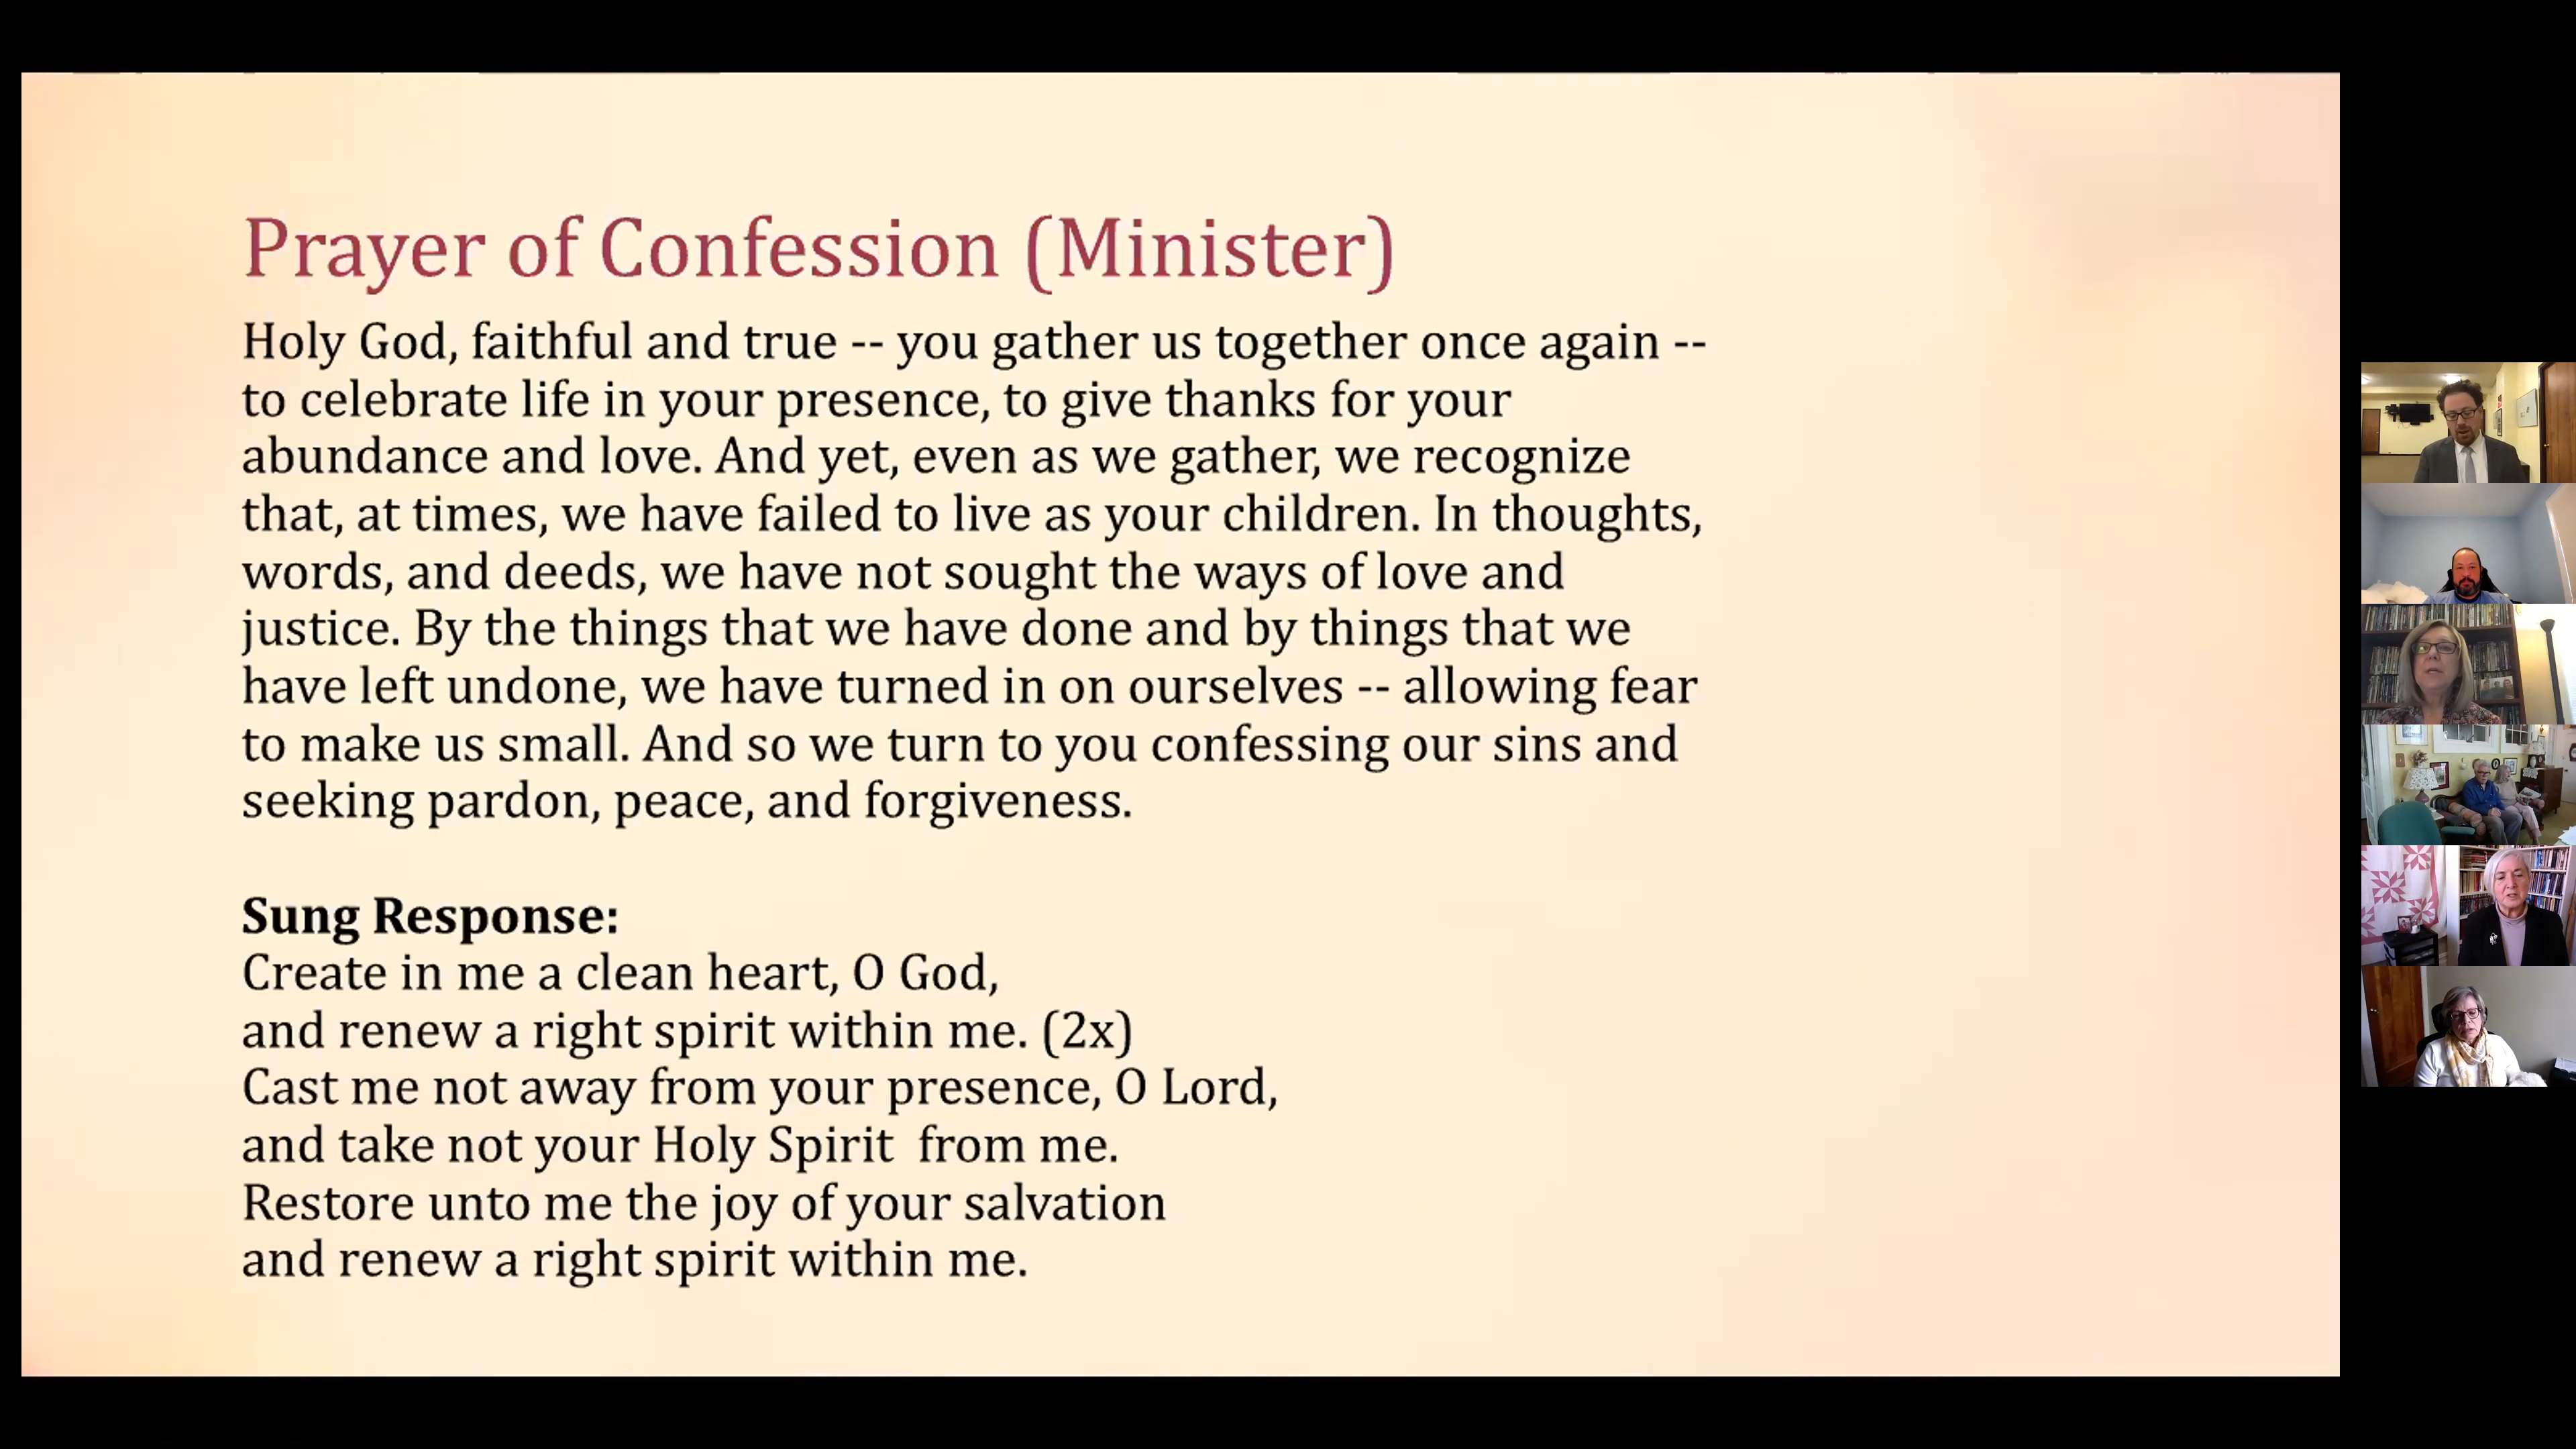 Prayer of Confession (Minister)
Holy God, faithful and true -- you gather us together once again --
to celebrate life in your presence, to give thanks for your
abundance and love. And yet, even as we gather, we recognize
that, at times, we have failed to live as your children. In thoughts,
words, and deeds, we have not sought the ways of love and
justice. By the things that we have done and by things that we
have left undone, we have turned in on ourselves -- allowing fear
to make us small. And so we turn to you confessing our sins and
seeking pardon, peace, and forgiveness.
Sung Response:
Create in me a clean heart, O God,
and renew a right spirit within me. (2x)
Cast me not away from your presence, O Lord,
and take not your Holy Spirit  from me.
Restore unto me the joy of your salvation
and renew a right spirit within me.